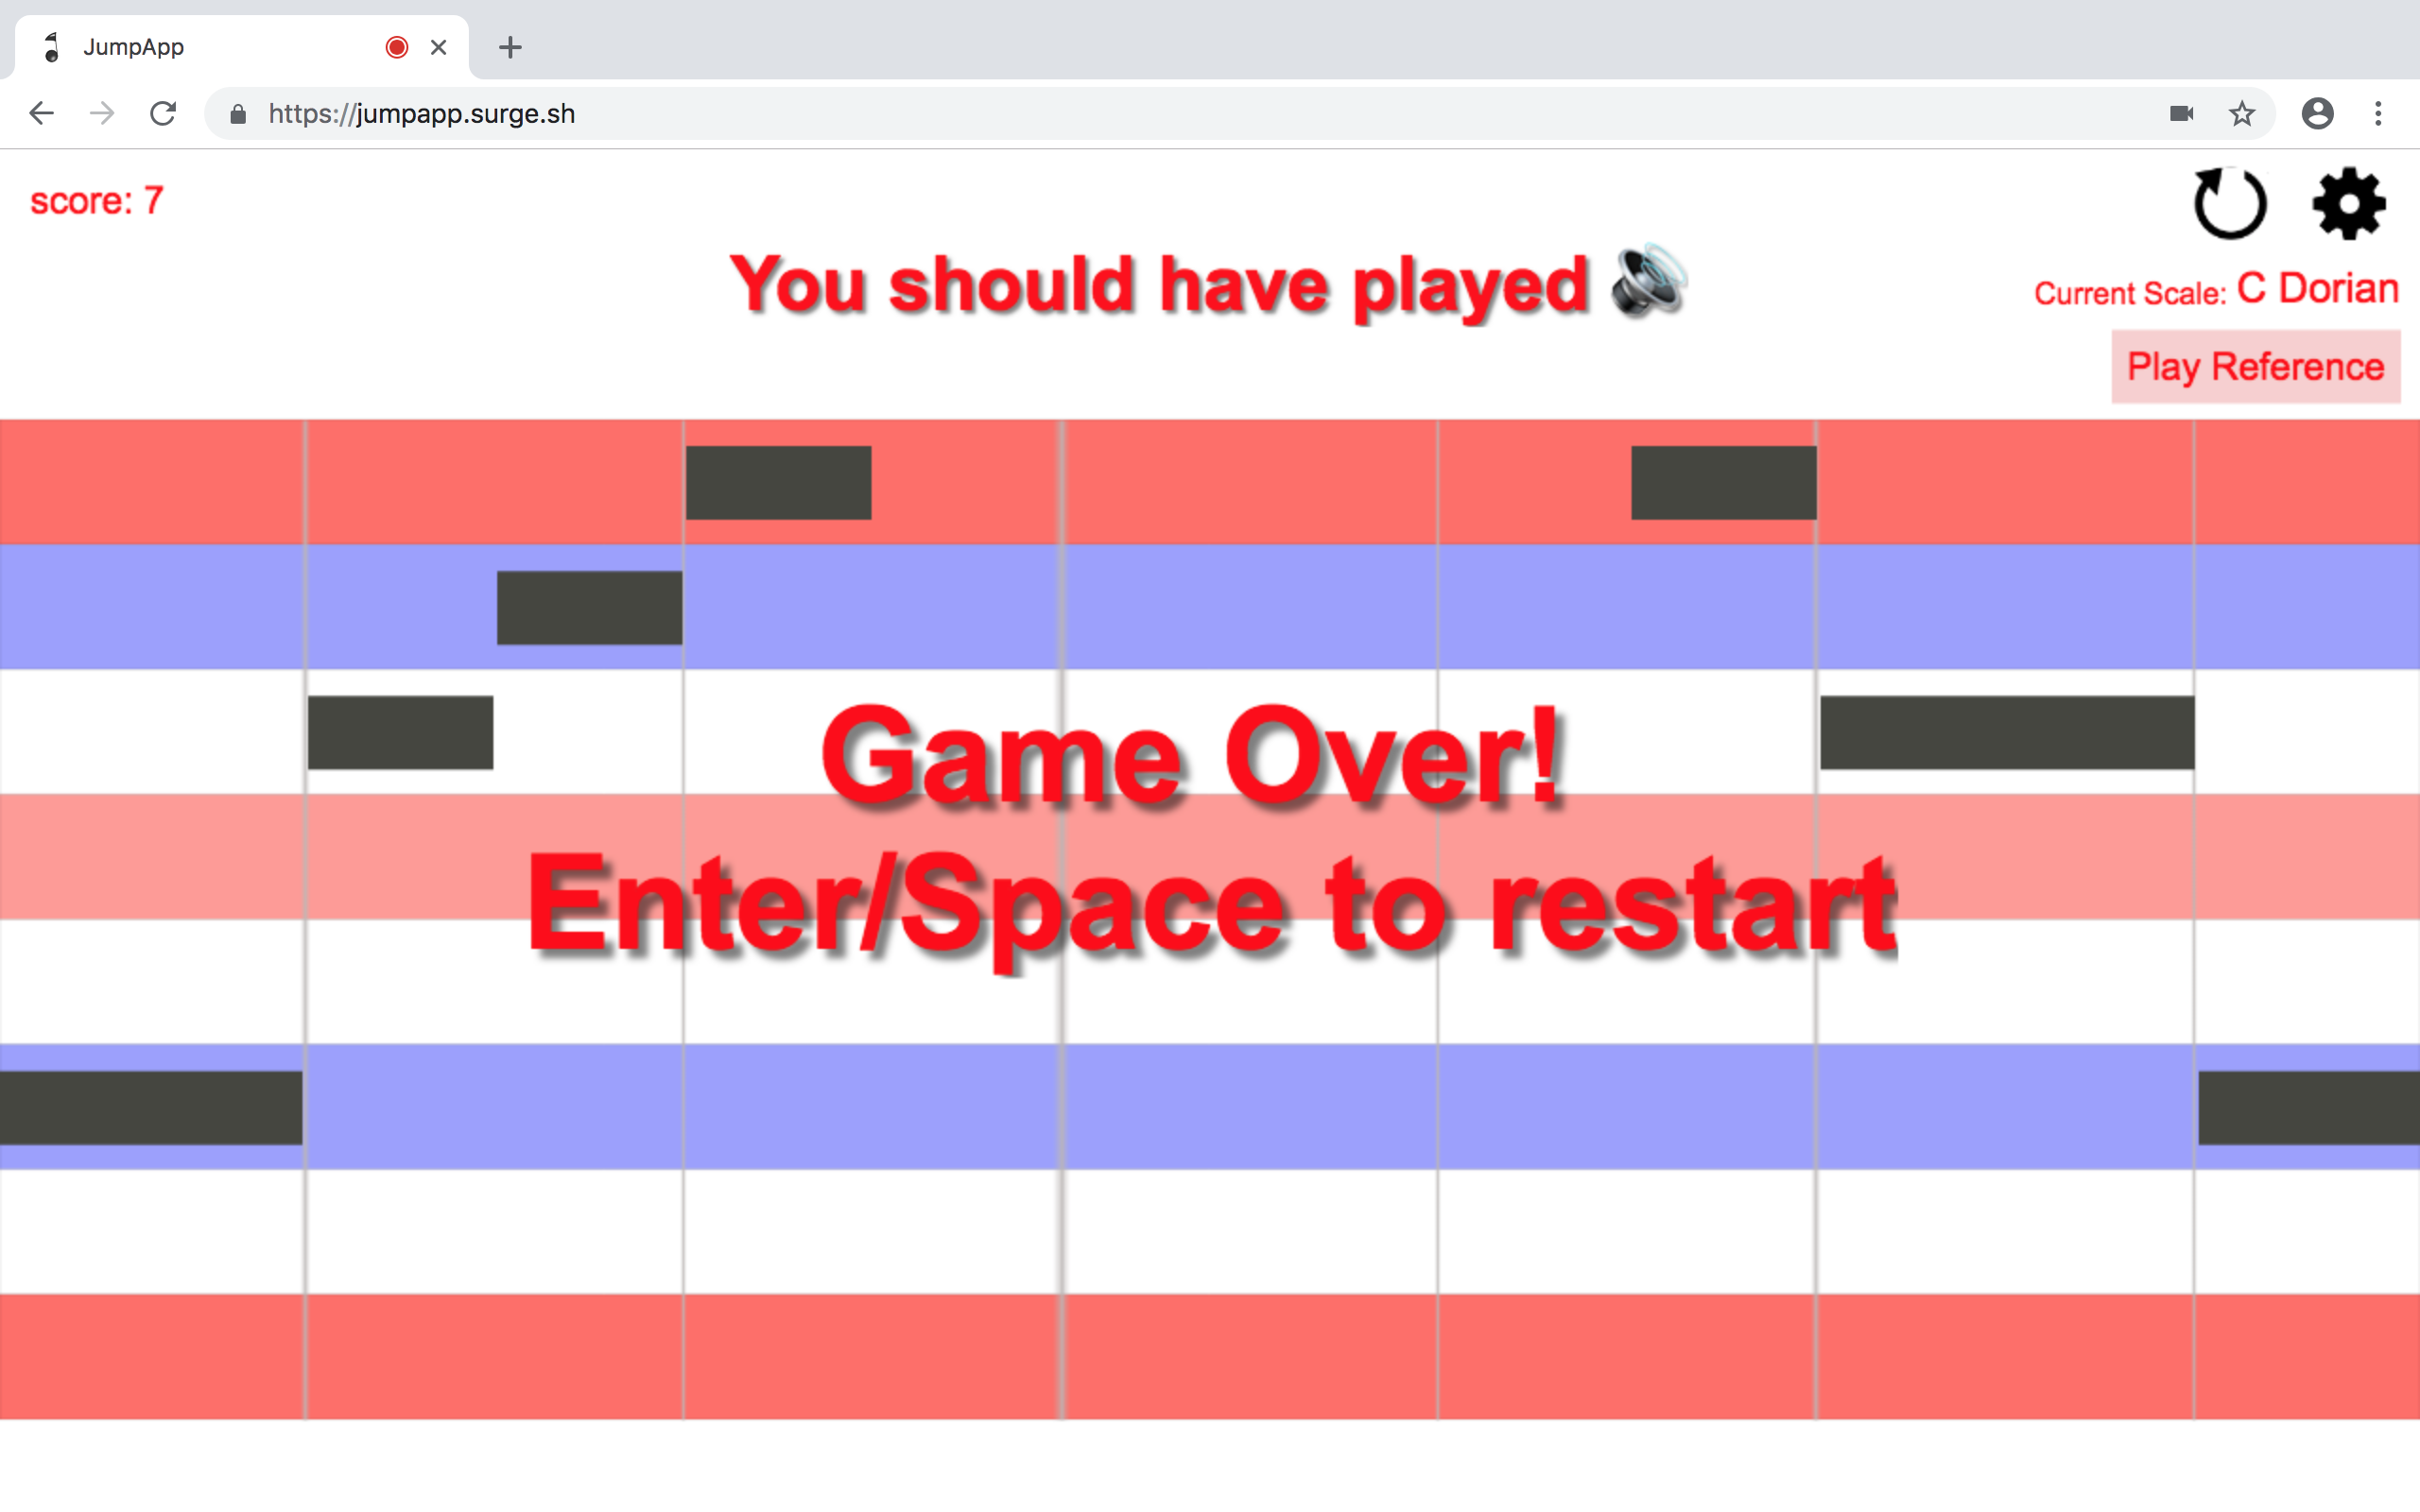 JumpApp
https://jumpapp.surge.sh
score: 7
You should have played 🔊
Current Scale: C Dorian
Play Reference
Game Over!
Enter/Space to restart